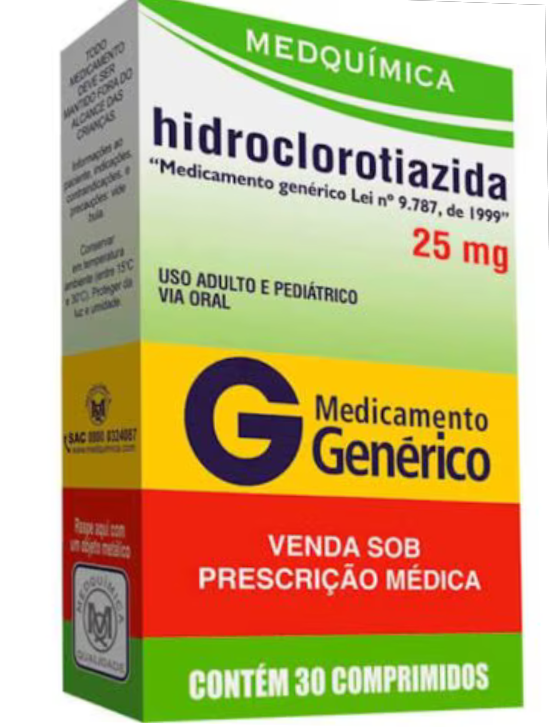 MEDQUÍMICA
hidroclorotiazida
“Medicamento genérico Lei nº 9.787, de 1999”
25 mg
USO ADULTO E PEDIÁTRICO
VIA ORAL
G Medicamento
Genérico
VENDA SOB
PRESCRIÇÃO MÉDICA
CONTÉM 30 COMPRIMIDOS
TODO
MEDICAMENTO
DEVE SER
MANTIDO FORA DO
ALCANCE DAS
CRIANÇAS.
Informações ao
paciente, indicações,
contraindicações, e
precauções: vide
bula.
Conservar
em temperatura
ambiente (entre 15°C
e 30°C). Proteger da
luz e umidade.
SAC 0800 0324087
www.medquimica.com
Raspe aqui com
um objeto metálico
MEDQUÍMICA
QUALIDADE